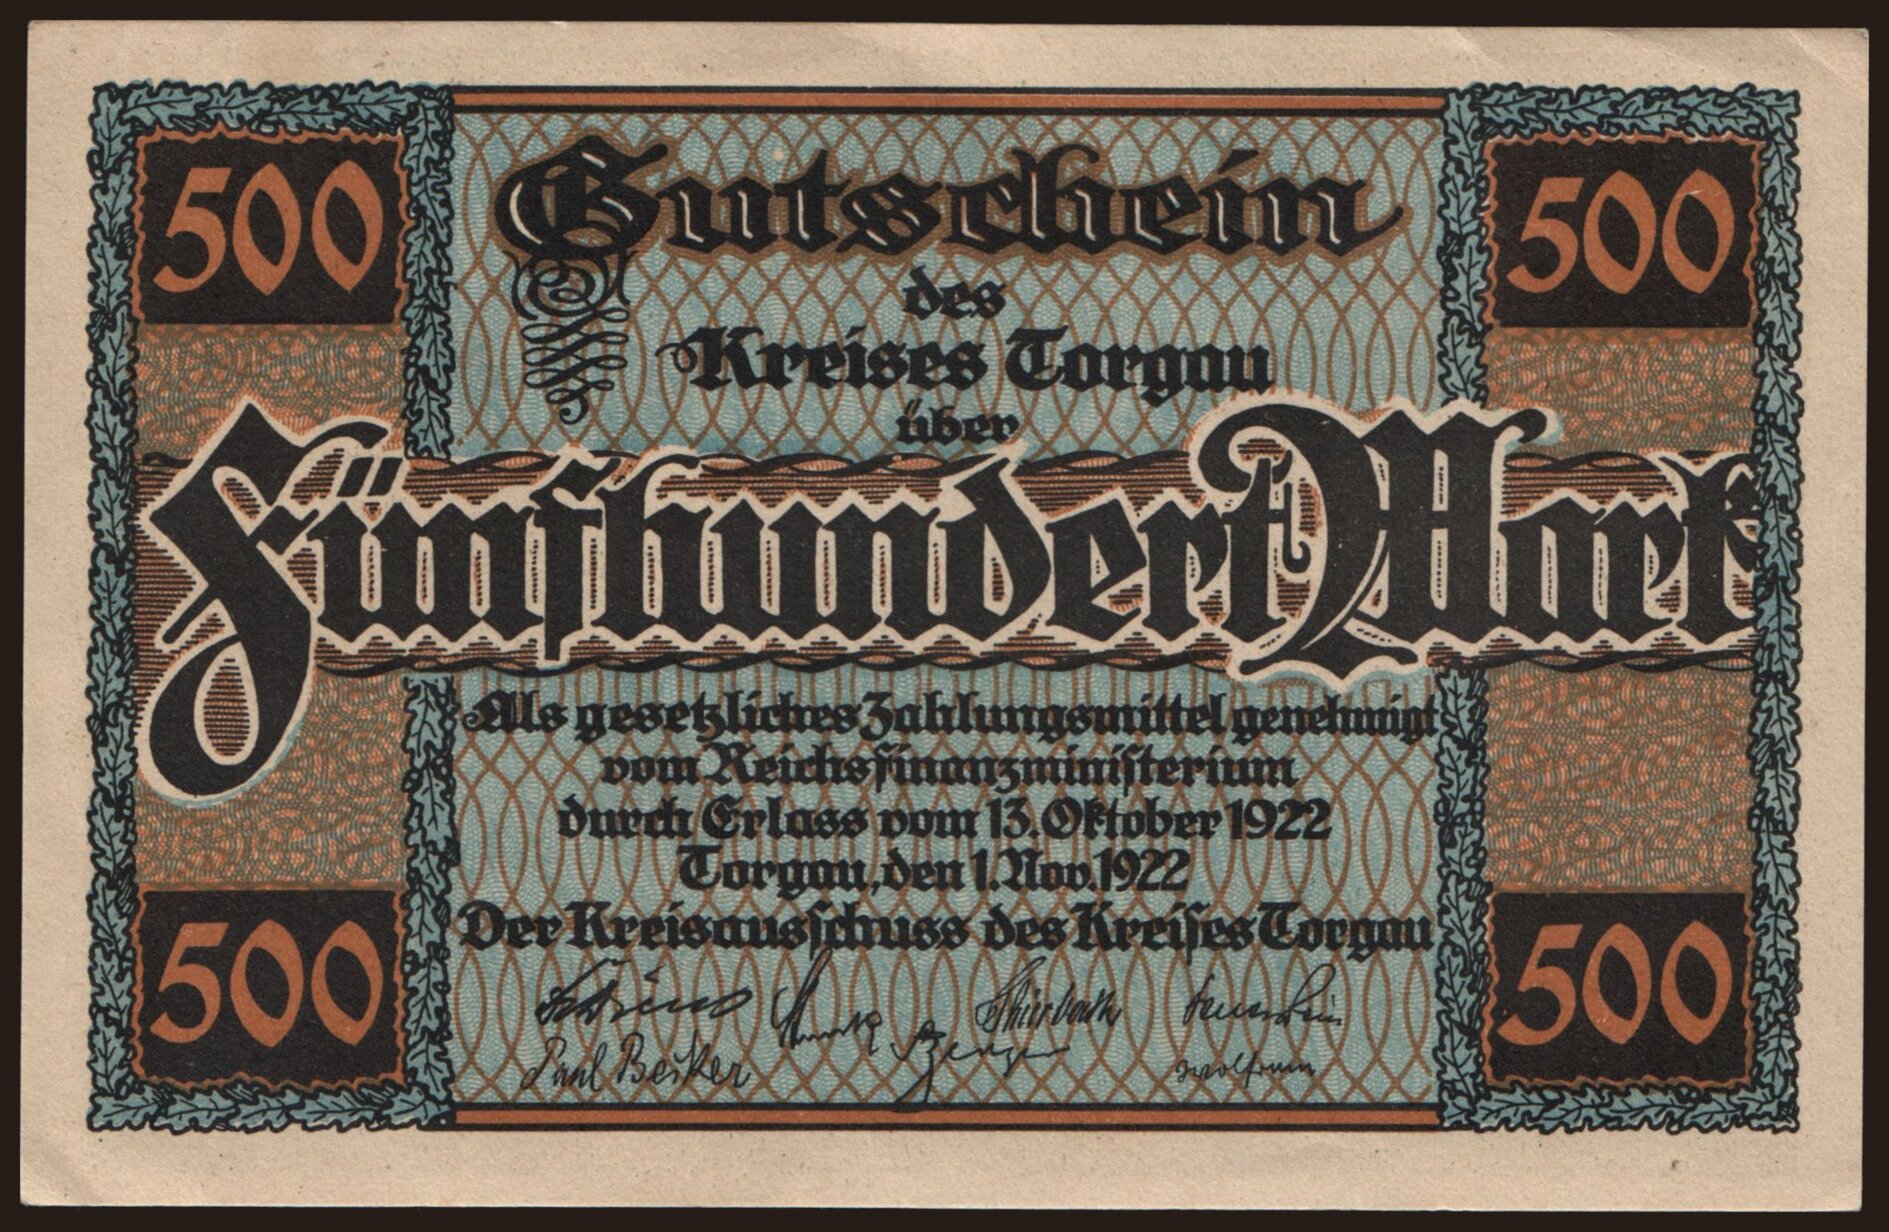 500
500
Gutschein
des
Kreises Torgau
über
Fünfhundert Mark
Als gesetzliches Zahlungsmittel genehmigt
vom Reichsfinanzministerium
durch Erlass vom 13. Oktober 1922
Torgau, den 1. Nov. 1922
Der Kreisausschuss des Kreises Torgau
Paul Becker
Wolfrum
500
500